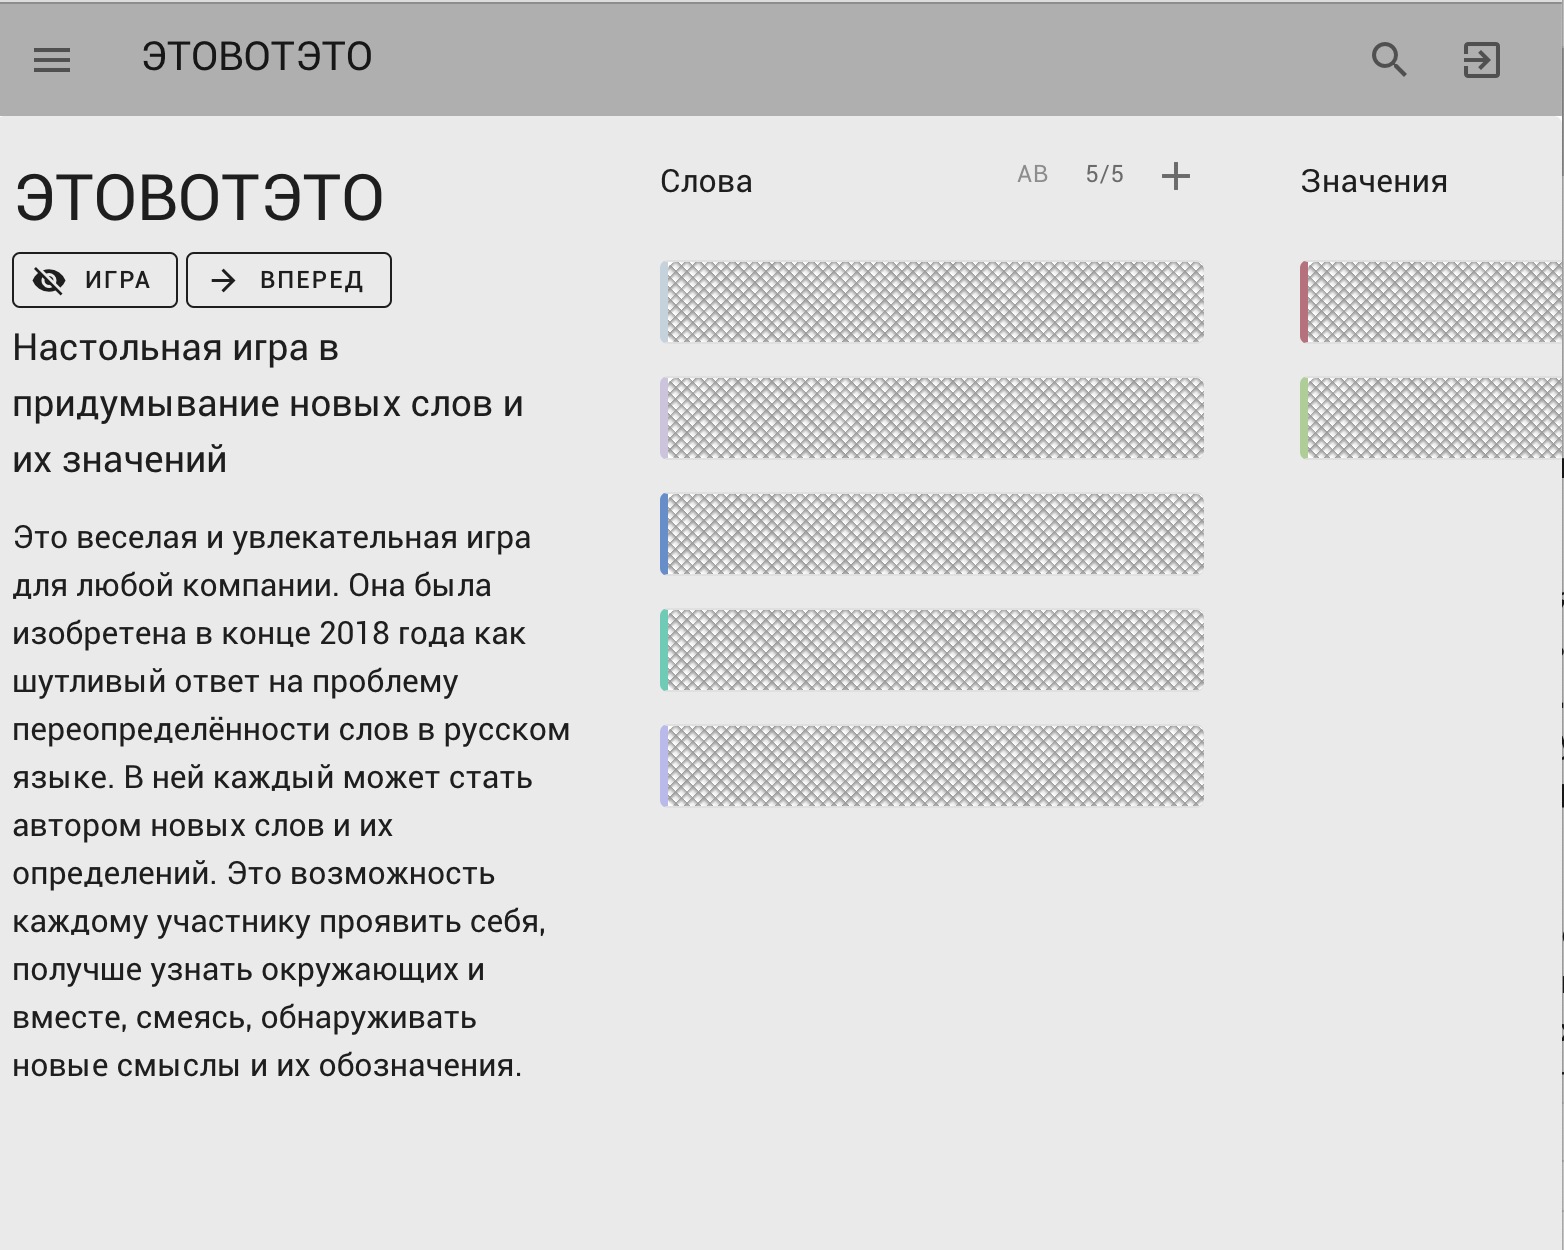 ЭТОВОТЭТО
ЭТОВОТЭТО
ИГРА
ВПЕРЕД
Настольная игра в
придумывание новых слов и
их значений
Это веселая и увлекательная игра
для любой компании. Она была
изобретена в конце 2018 года как
шутливый ответ на проблему
переопределённости слов в русском
языке. В ней каждый может стать
автором новых слов и их
определений. Это возможность
каждому участнику проявить себя,
получше узнать окружающих и
вместе, смеясь, обнаруживать
новые смыслы и их обозначения.
Слова
АВ 5/5
Значения